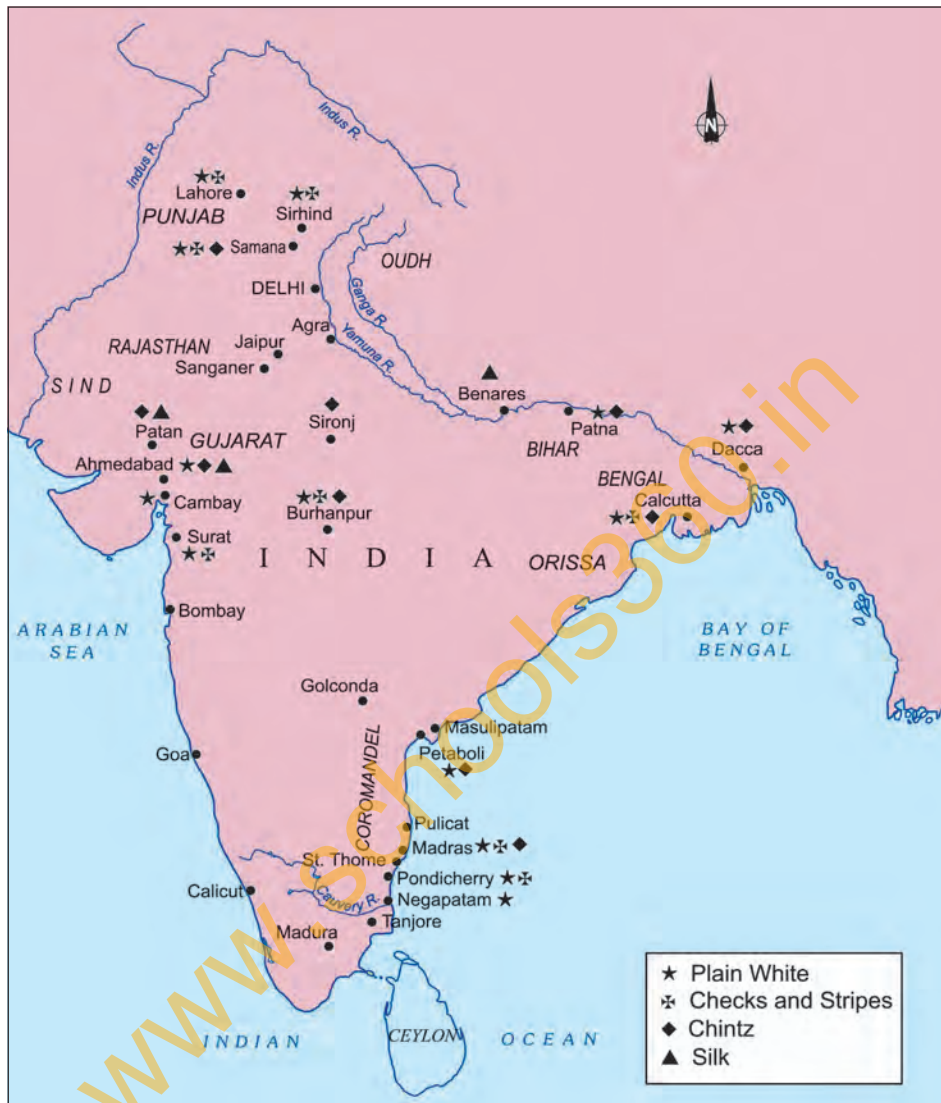 Indus R.
Indus R.
N
Lahore
PUNJAB
Sirhind
Samana
OUDH
DELHI
Ganga R.
Agra
Yamuna R.
RAJASTHAN
Jaipur
Sanganer
SIND
Benares
Patan
GUJARAT
Sironj
Patna
BIHAR
Dacca
Ahmedabad
Cambay
BENGAL
Burhanpur
Calcutta
Surat
INDIA
ORISSA
Bombay
ARABIAN
SEA
BAY OF
BENGAL
Golconda
Masulipatam
Goa
Petaboli
COROMANDEL
Pulicat
Madras
St. Thome
Pondicherry
Calicut
Cauvery R.
Negapatam
Tanjore
Madura
Plain White
Checks and Stripes
Chintz
Silk
INDIAN
CEYLON
OCEAN
www.schools360.in